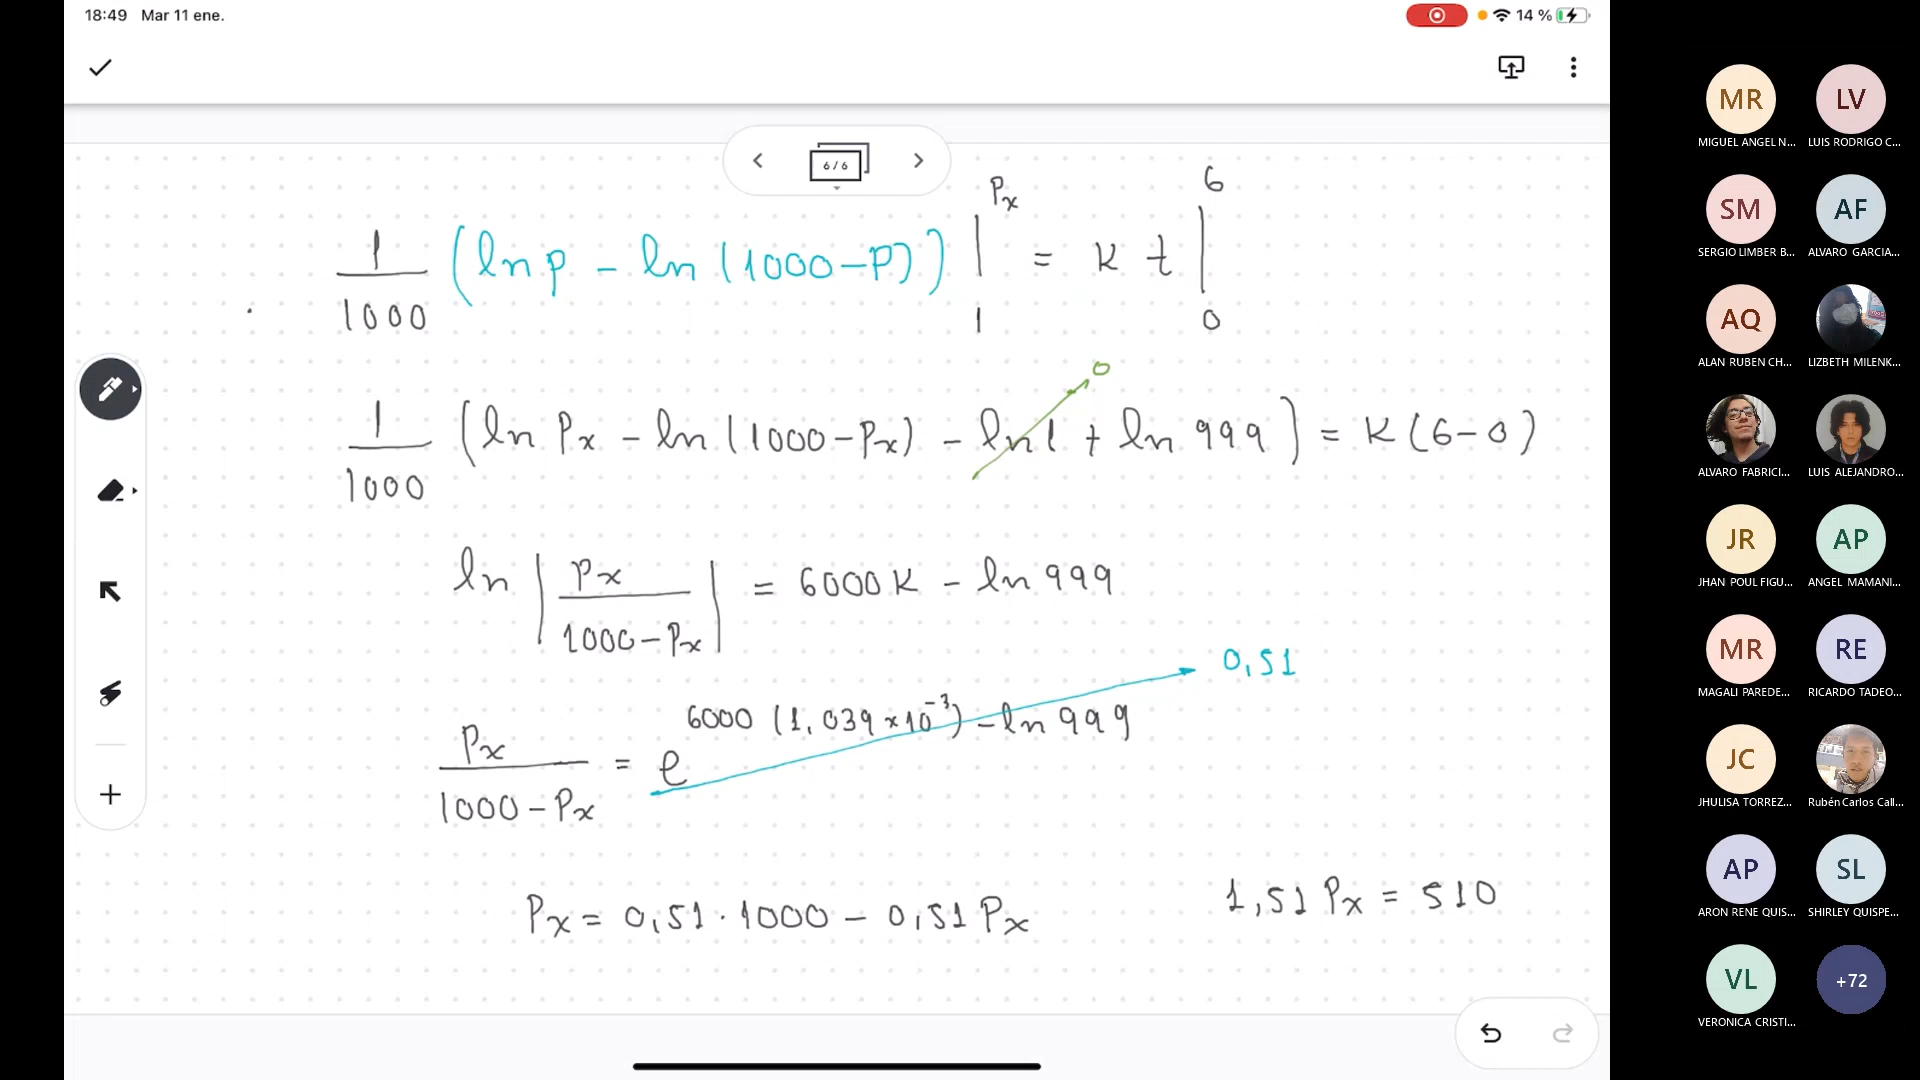 18:49 Mar 11 ene.
14 %
6 / 6
1/1000 (ln p - ln (1000-P)) |₁^Px = K t |₀^6
1/1000 (ln Px - ln (1000-Px) - ln 1 + ln 999) = K (6-0)
0
ln |Px/(1000-Px)| = 6000K - ln 999
Px/(1000-Px) = e^(6000 (1,039×10⁻³) - ln 999)
0,51
Px = 0,51 · 1000 - 0,51 Px
1,51 Px = 510
MR
LV
MIGUEL ANGEL N...
LUIS RODRIGO C...
SM
AF
SERGIO LIMBER B...
ALVARO GARCIA...
AQ
ALAN RUBEN CH...
LIZBETH MILENK...
ALVARO FABRICI...
LUIS ALEJANDRO...
JR
AP
JHAN POUL FIGU...
ANGEL MAMANI...
MR
RE
MAGALI PAREDE...
RICARDO TADEO...
JC
JHULISA TORREZ...
Rubén Carlos Call...
AP
SL
ARON RENE QUIS...
SHIRLEY QUISPE...
VL
+72
VERONICA CRISTI...